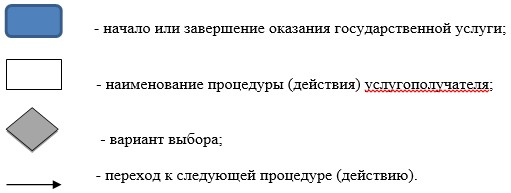 - начало или завершение оказания государственной услуги;
- наименование процедуры (действия) услугополучателя;
- вариант выбора;
- переход к следующей процедуре (действию).